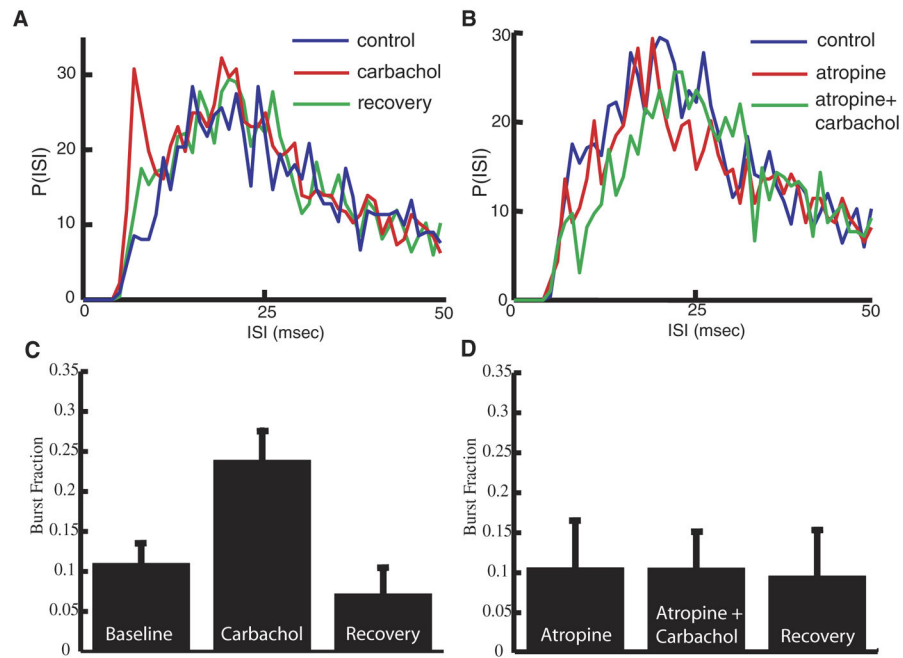 A
control
carbachol
recovery
P(ISI)
30
20
10
0
0
25
50
ISI (msec)
B
control
atropine
atropine+
carbachol
P(ISI)
30
20
10
0
0
25
50
ISI (msec)
C
Burst Fraction
0.35
0.3
0.25
0.2
0.15
0.1
0.05
0
Baseline
Carbachol
Recovery
D
Burst Fraction
0.35
0.3
0.25
0.2
0.15
0.1
0.05
0
Atropine
Atropine +
Carbachol
Recovery